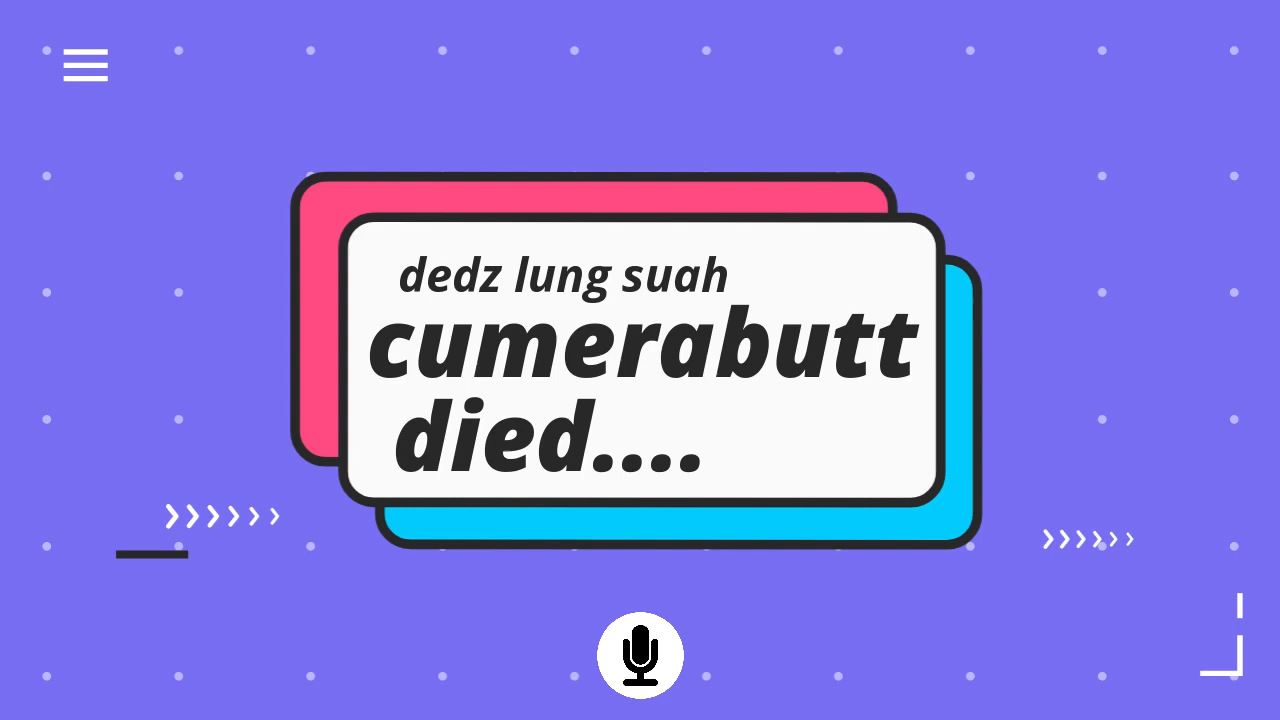 dedz lung suah
cumerabutt
died....